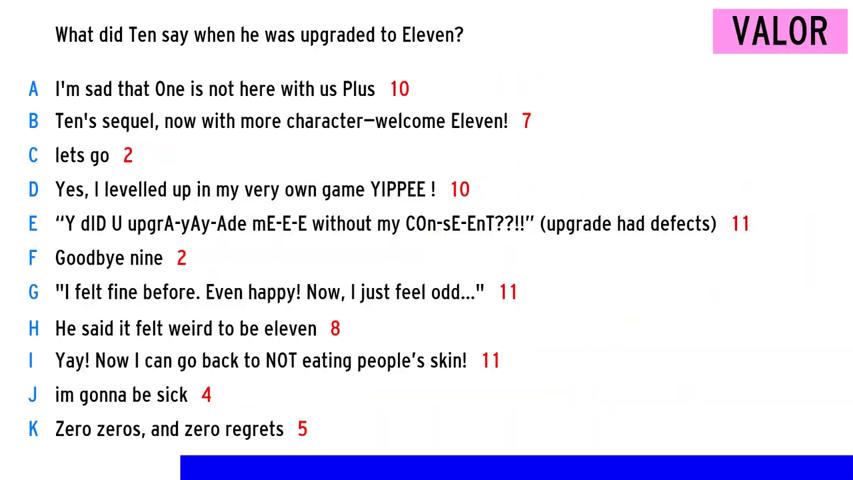 What did Ten say when he was upgraded to Eleven?
VALOR
A I'm sad that One is not here with us Plus 10
B Ten's sequel, now with more character—welcome Eleven! 7
C lets go 2
D Yes, I levelled up in my very own game YIPPEE ! 10
E “Y dID U upgrA-yAy-Ade mE-E-E without my COn-sE-EnT??!!” (upgrade had defects) 11
F Goodbye nine 2
G "I felt fine before. Even happy! Now, I just feel odd..." 11
H He said it felt weird to be eleven 8
I Yay! Now I can go back to NOT eating people’s skin! 11
J im gonna be sick 4
K Zero zeros, and zero regrets 5